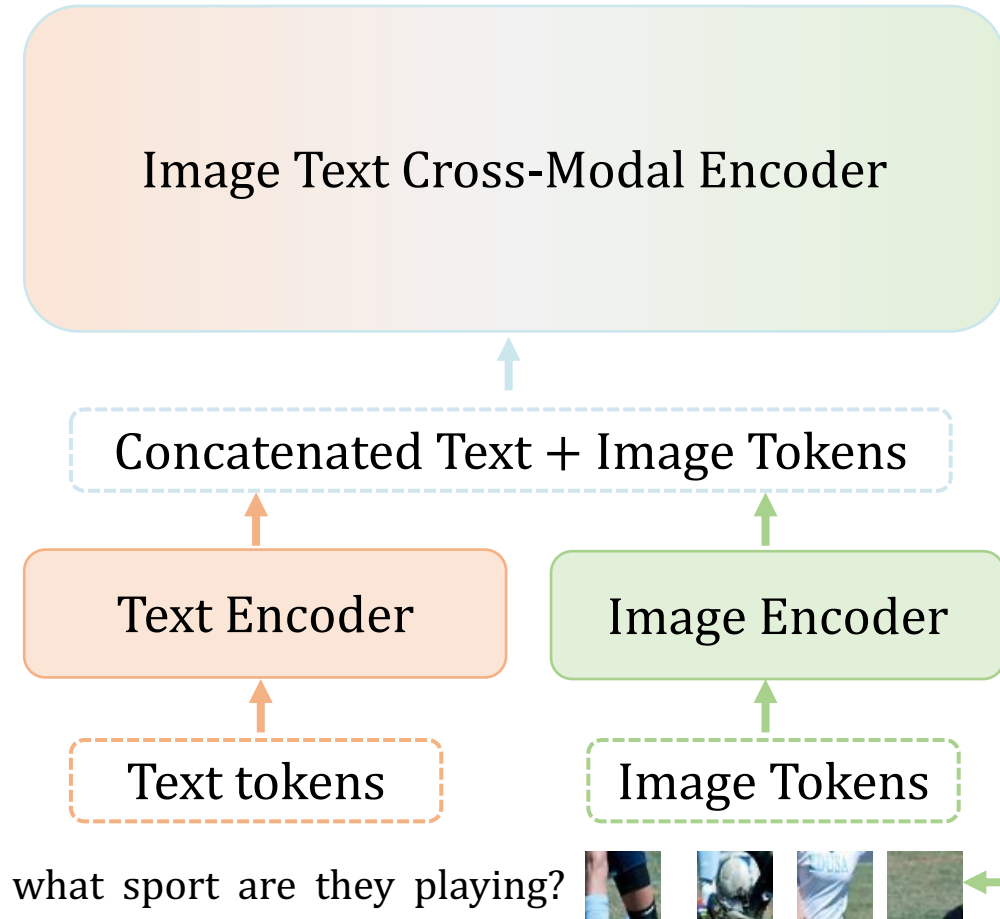 Image Text Cross-Modal Encoder
Concatenated Text + Image Tokens
Text Encoder
Image Encoder
Text tokens
Image Tokens
what sport are they playing?